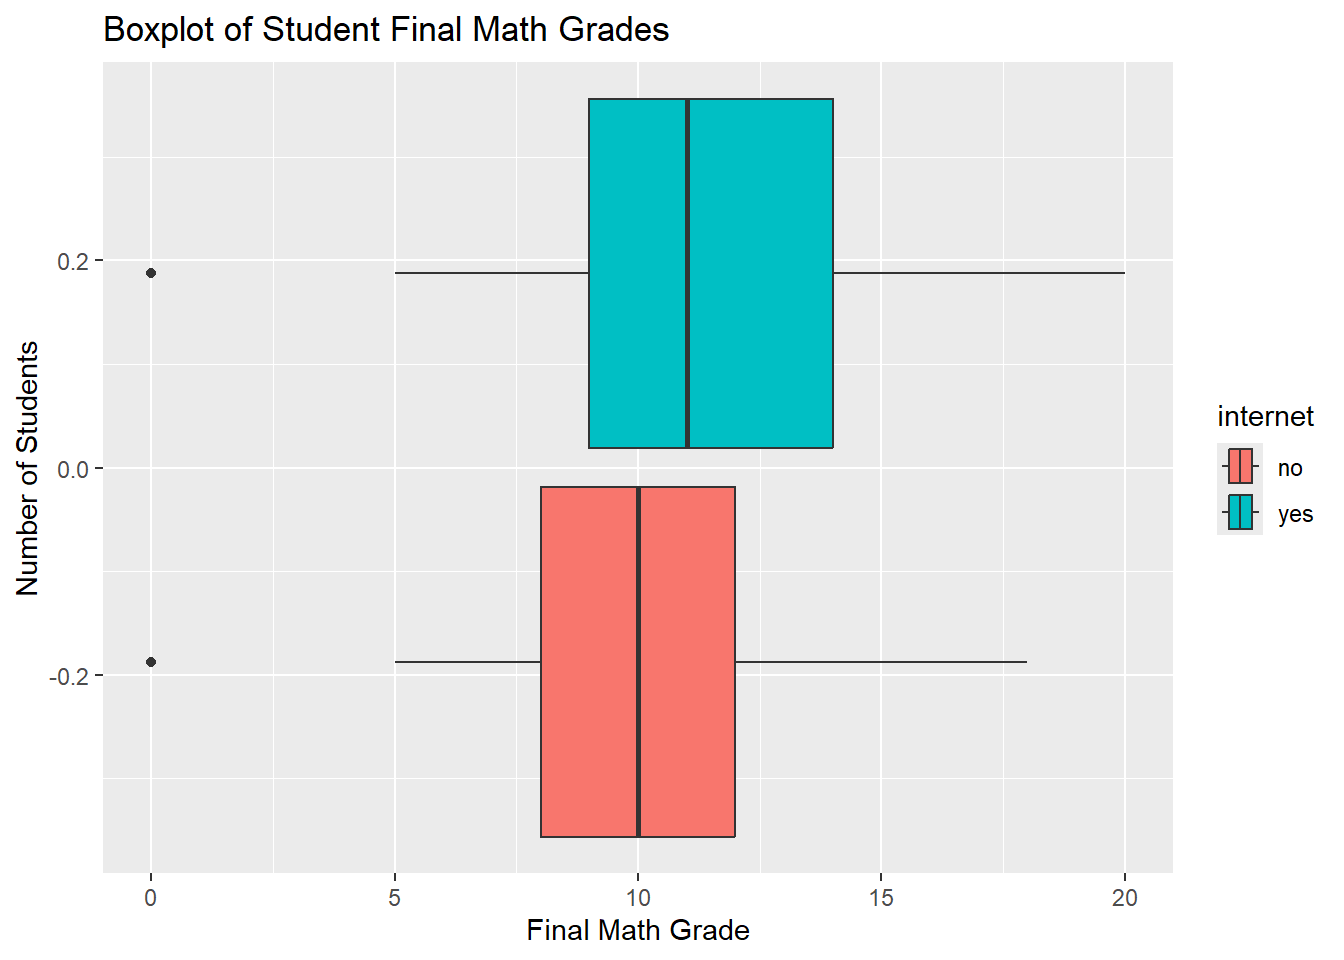 Boxplot of Student Final Math Grades
0.2
0.0
-0.2
Number of Students
0
5
10
15
20
Final Math Grade
internet
no
yes